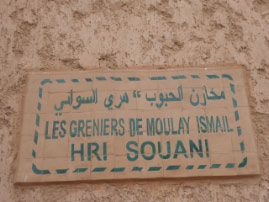 مخازن الحبوب "هري السواني
LES GRENIERS DE MOULAY ISMAIL
HRI SOUANI